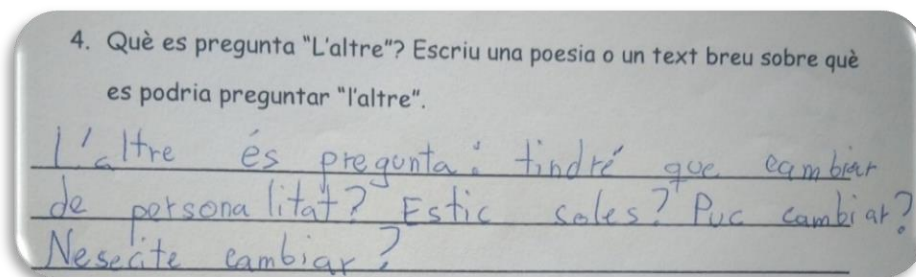 4. Què es pregunta "L'altre"? Escriu una poesia o un text breu sobre què
es podria preguntar "l'altre".
L'altre és pregunta: tindré que cambiar
de personalitat? Estic soles? Puc cambiar?
Nesecite cambiar?